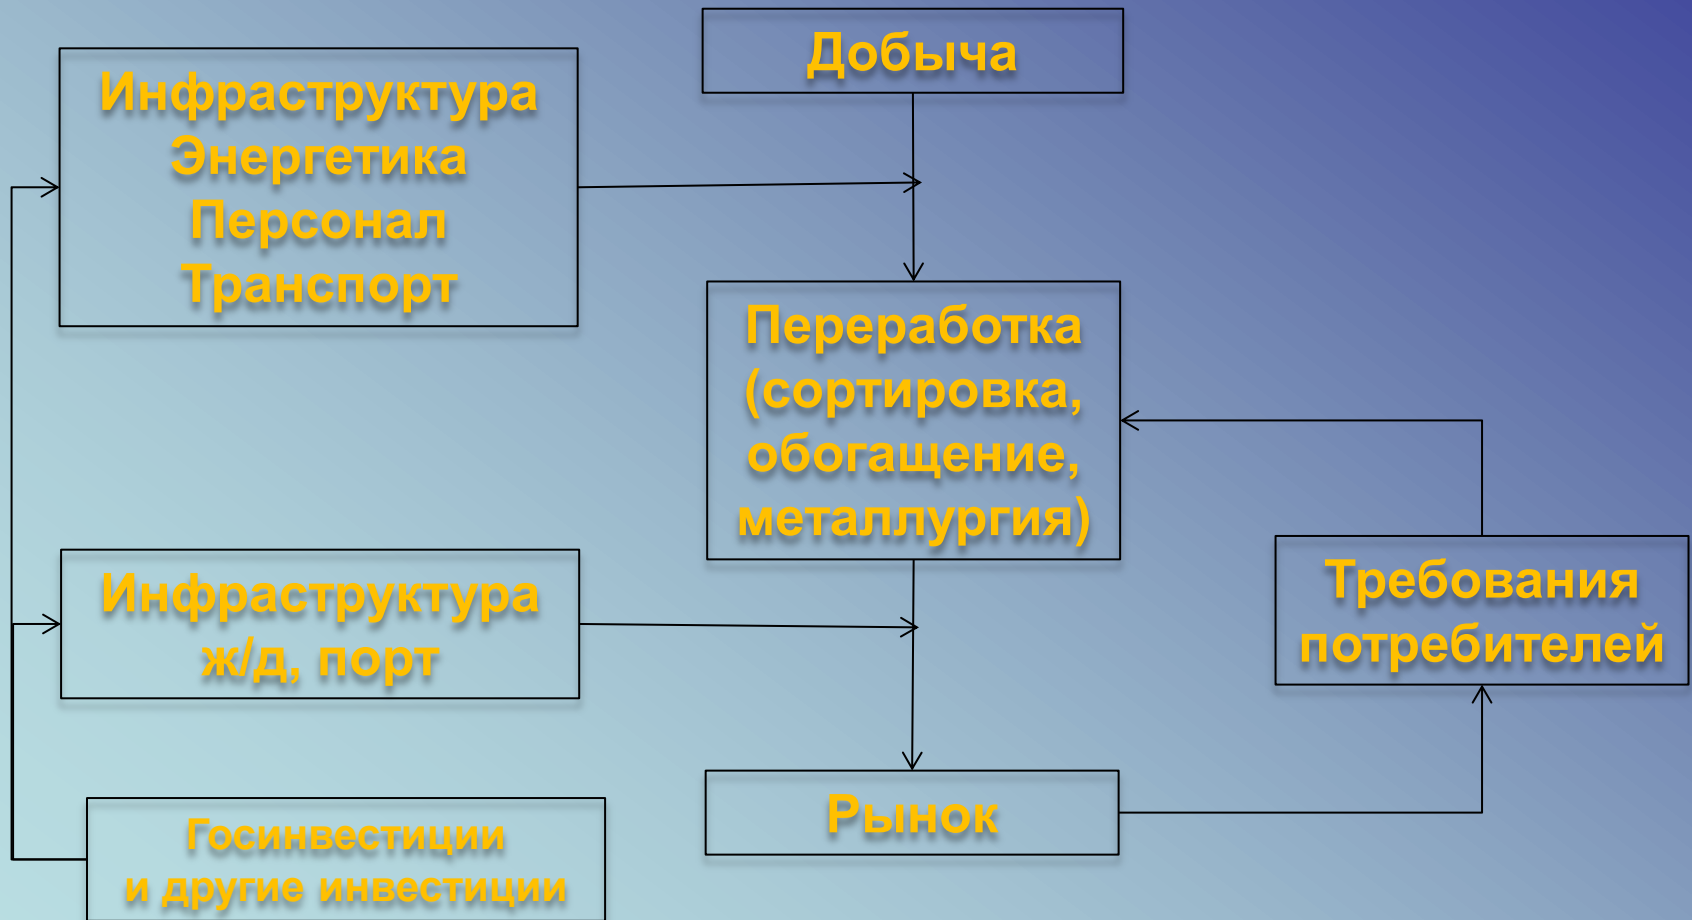 Добыча
Инфраструктура
Энергетика
Персонал
Транспорт
Переработка
(сортировка,
обогащение,
металлургия)
Инфраструктура
ж/д, порт
Требования
потребителей
Рынок
Госинвестиции
и другие инвестиции